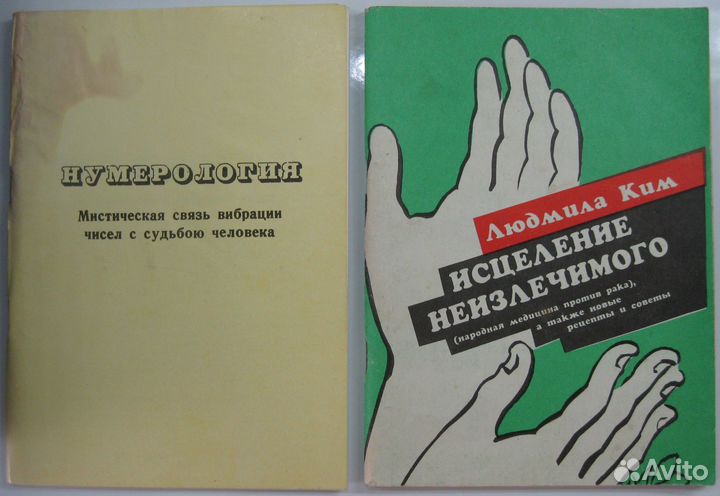 НУМЕРОЛОГИЯ
Мистическая связь вибрации
чисел с судьбою человека
Людмила Ким
ИСЦЕЛЕНИЕ
НЕИЗЛЕЧИМОГО
(народная медицина против рака),
а также новые
рецепты и советы
Avito